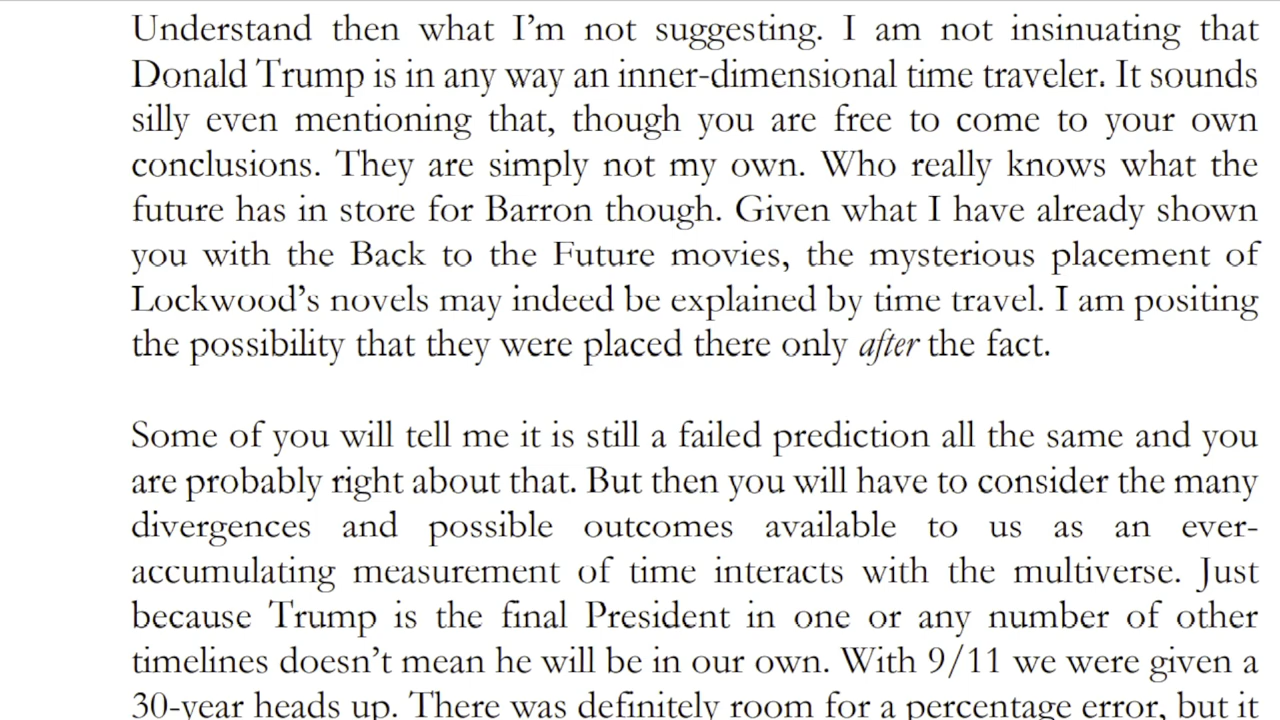 Understand then what I’m not suggesting. I am not insinuating that
Donald Trump is in any way an inner-dimensional time traveler. It sounds
silly even mentioning that, though you are free to come to your own
conclusions. They are simply not my own. Who really knows what the
future has in store for Barron though. Given what I have already shown
you with the Back to the Future movies, the mysterious placement of
Lockwood’s novels may indeed be explained by time travel. I am positing
the possibility that they were placed there only after the fact.
Some of you will tell me it is still a failed prediction all the same and you
are probably right about that. But then you will have to consider the many
divergences and possible outcomes available to us as an ever-
accumulating measurement of time interacts with the multiverse. Just
because Trump is the final President in one or any number of other
timelines doesn’t mean he will be in our own. With 9/11 we were given a
30-year heads up. There was definitely room for a percentage error, but it